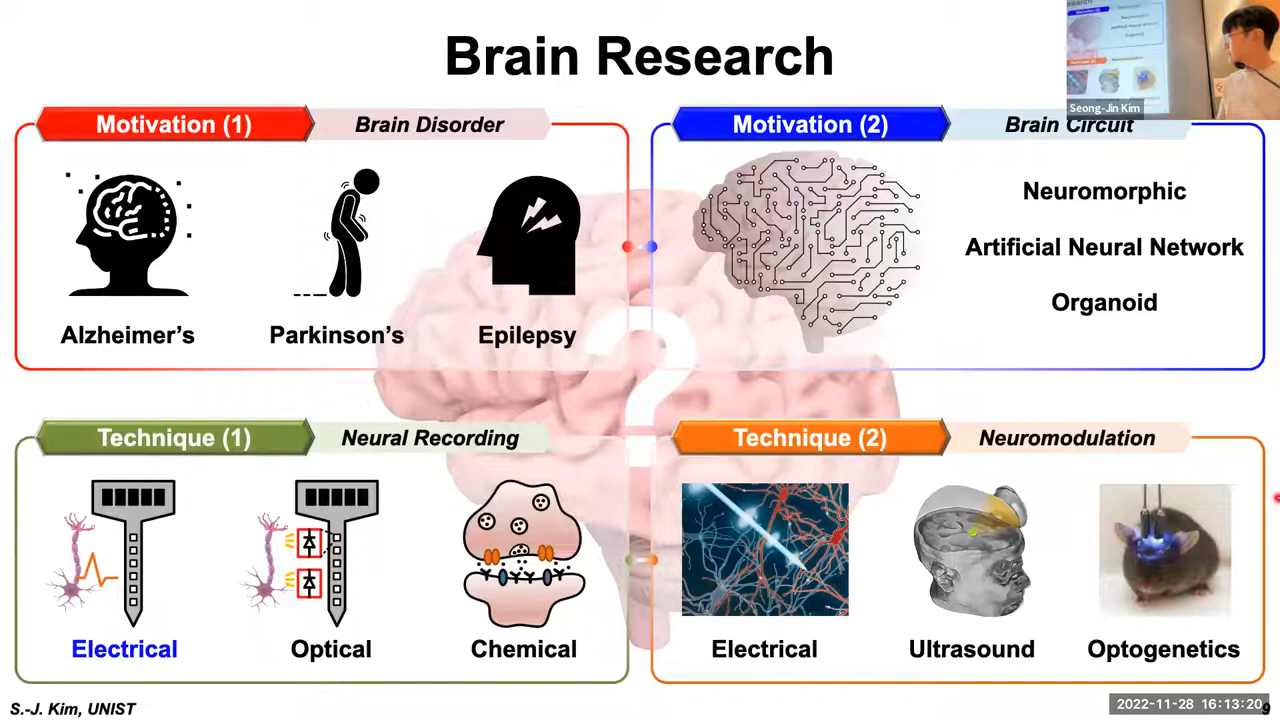 Brain Research
Seong-Jin Kim
Motivation (1)
Brain Disorder
Alzheimer's
Parkinson's
Epilepsy
Motivation (2)
Brain Circuit
Neuromorphic
Artificial Neural Network
Organoid
?
Technique (1)
Neural Recording
Electrical
Optical
Chemical
Technique (2)
Neuromodulation
Electrical
Ultrasound
Optogenetics
S.-J. Kim, UNIST
2022-11-28 16:13:20
9